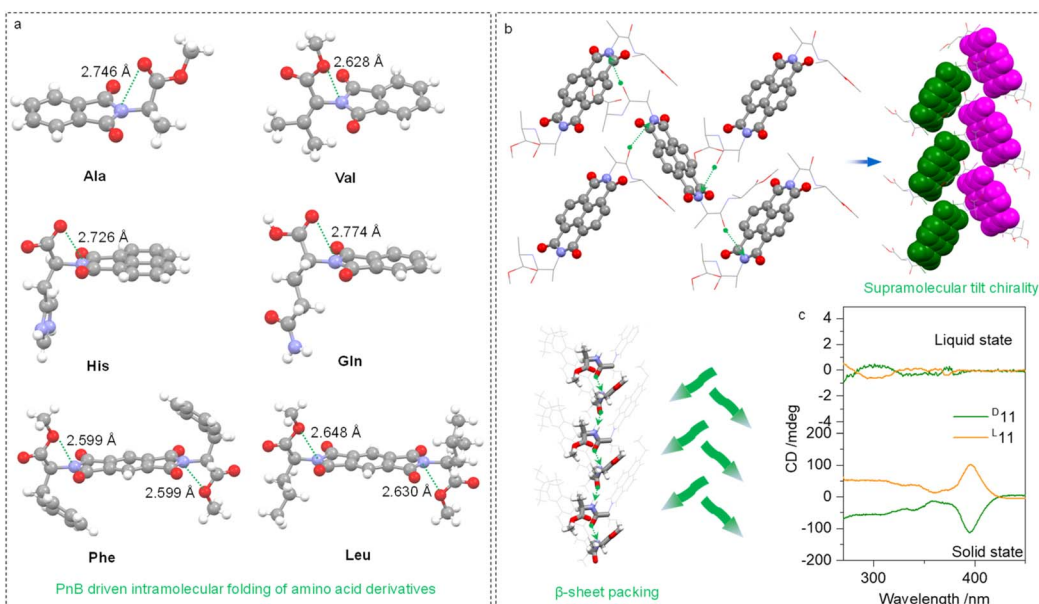 a
2.746 Å
2.628 Å
Ala
Val
2.726 Å
2.774 Å
His
Gln
2.599 Å
2.599 Å
2.648 Å
2.630 Å
Phe
Leu
PnB driven intramolecular folding of amino acid derivatives
b
Supramolecular tilt chirality
β-sheet packing
c
CD /mdeg
4
2
0
-2
-4
200
100
0
-100
-200
Liquid state
ᴰ11
ᴸ11
Solid state
300
400
Wavelength /nm